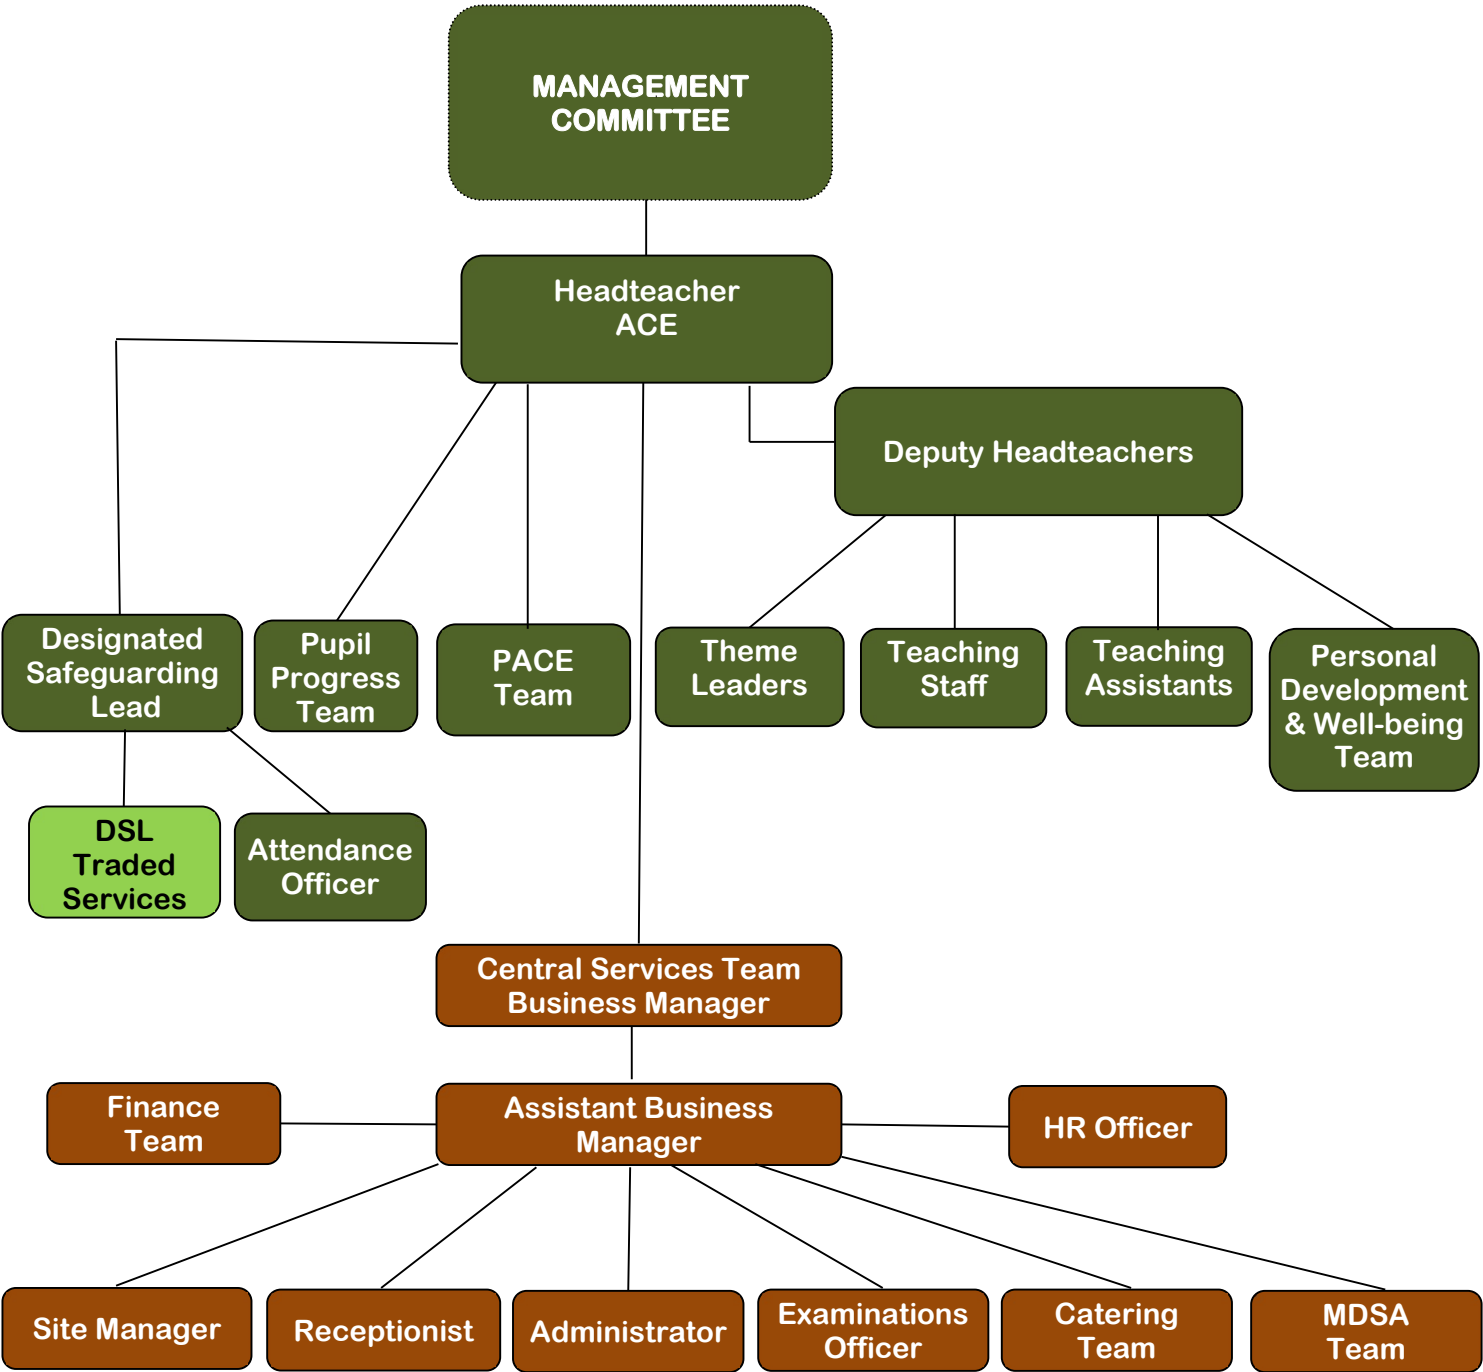 MANAGEMENT
COMMITTEE
Headteacher
ACE
Deputy Headteachers
Designated
Safeguarding
Lead
Pupil
Progress
Team
PACE
Team
Theme
Leaders
Teaching
Staff
Teaching
Assistants
Personal
Development
& Well-being
Team
DSL
Traded
Services
Attendance
Officer
Central Services Team
Business Manager
Finance
Team
Assistant Business
Manager
HR Officer
Site Manager
Receptionist
Administrator
Examinations
Officer
Catering
Team
MDSA
Team